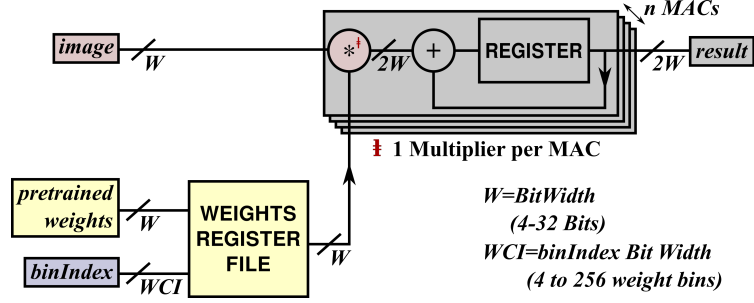 n MACs
image
W
*ǂ
2W
+
REGISTER
2W
result
ǂ 1 Multiplier per MAC
pretrained
weights
W
WEIGHTS
REGISTER
FILE
W
binIndex
WCI
W=BitWidth
(4-32 Bits)
WCI=binIndex Bit Width
(4 to 256 weight bins)